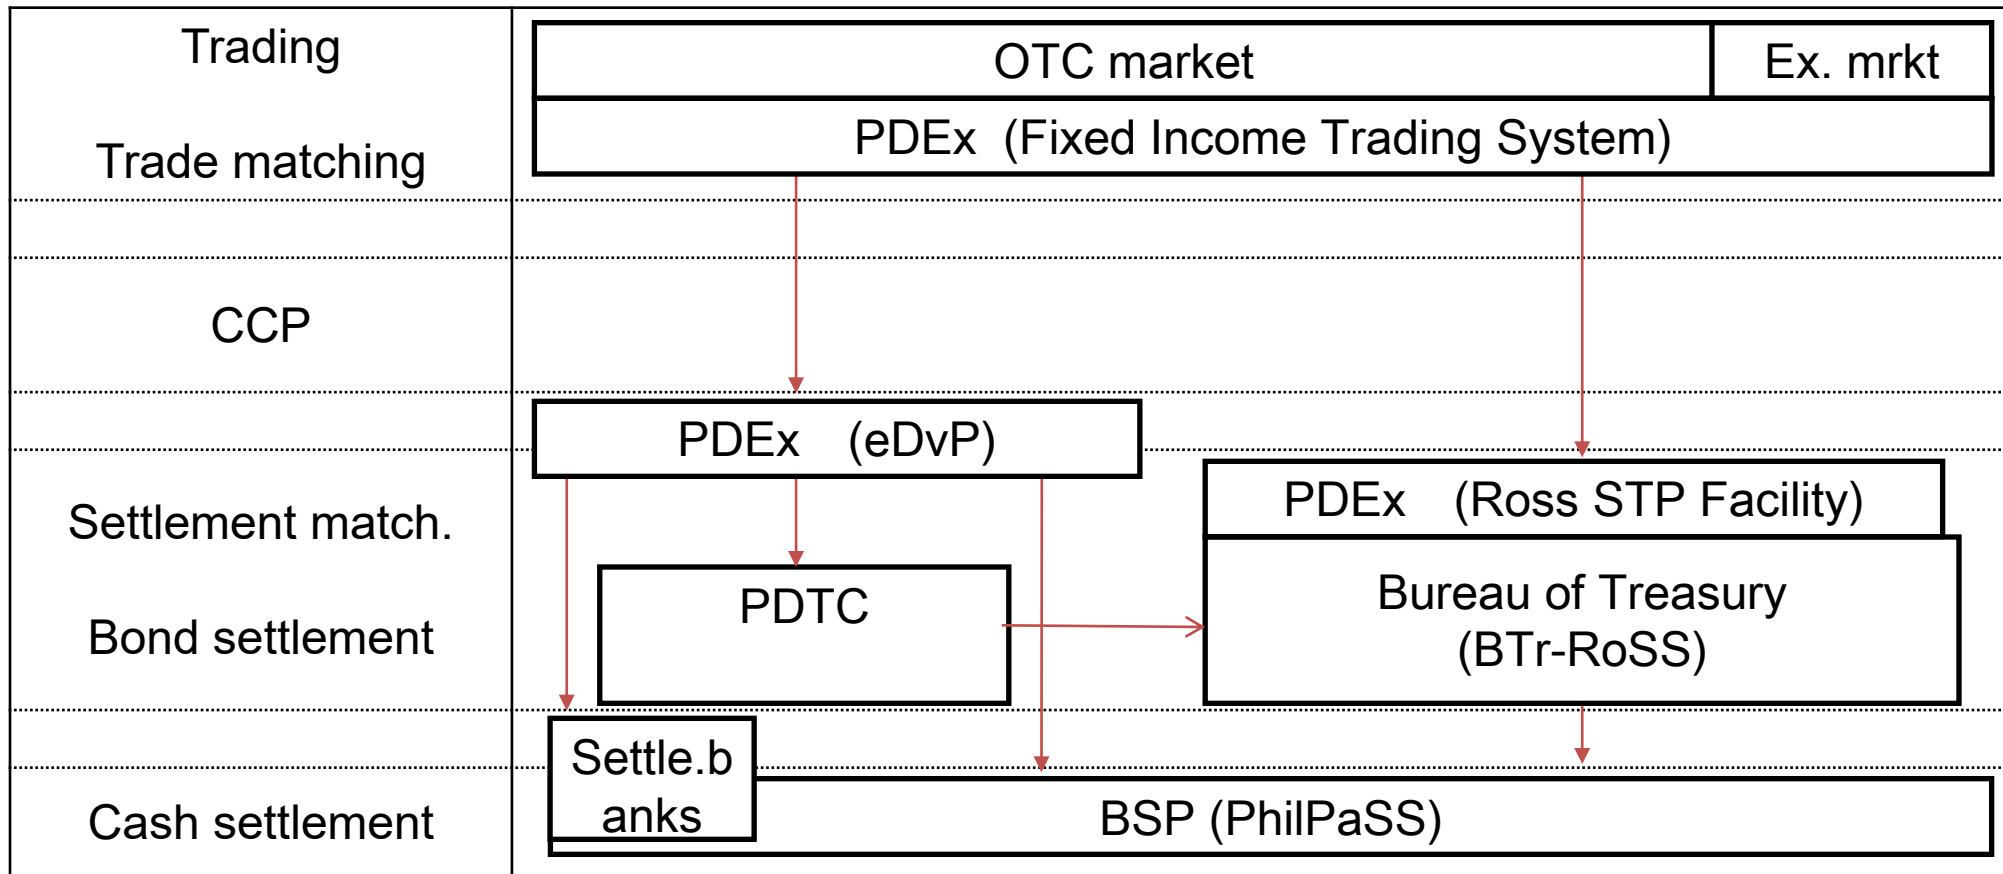 Trading
OTC market
Ex. mrkt
Trade matching
PDEx (Fixed Income Trading System)
CCP
PDEx (eDvP)
Settlement match.
PDEx (Ross STP Facility)
Bond settlement
PDTC
Bureau of Treasury
(BTr-RoSS)
Settle.b
anks
Cash settlement
BSP (PhilPaSS)